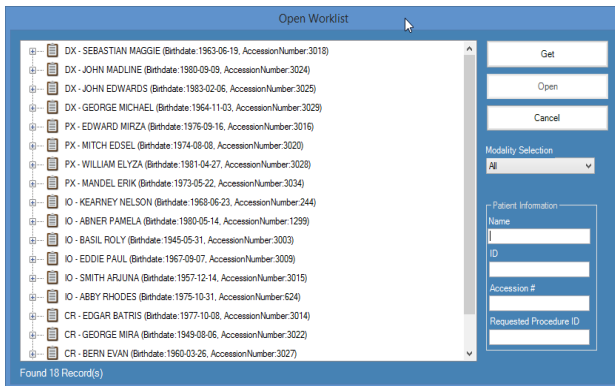 Open Worklist
DX - SEBASTIAN MAGGIE (Birthdate:1963-06-19, AccessionNumber:3018)
DX - JOHN MADLINE (Birthdate:1980-09-09, AccessionNumber:3024)
DX - JOHN EDWARDS (Birthdate:1983-02-06, AccessionNumber:3025)
DX - GEORGE MICHAEL (Birthdate:1964-11-03, AccessionNumber:3029)
PX - EDWARD MIRZA (Birthdate:1976-09-16, AccessionNumber:3016)
PX - MITCH EDSEL (Birthdate:1974-08-08, AccessionNumber:3020)
PX - WILLIAM ELYZA (Birthdate:1981-04-27, AccessionNumber:3028)
PX - MANDEL ERIK (Birthdate:1973-05-22, AccessionNumber:3034)
IO - KEARNEY NELSON (Birthdate:1968-06-23, AccessionNumber:244)
IO - ABNER PAMELA (Birthdate:1980-05-14, AccessionNumber:1299)
IO - BASIL ROLY (Birthdate:1945-05-31, AccessionNumber:3003)
IO - EDDIE PAUL (Birthdate:1967-09-07, AccessionNumber:3009)
IO - SMITH ARJUNA (Birthdate:1957-12-14, AccessionNumber:3015)
IO - ABBY RHODES (Birthdate:1975-10-31, AccessionNumber:624)
CR - EDGAR BATRIS (Birthdate:1977-10-08, AccessionNumber:3014)
CR - GEORGE MIRA (Birthdate:1949-08-06, AccessionNumber:3022)
CR - BERN EVAN (Birthdate:1960-03-26, AccessionNumber:3027)
Found 18 Record(s)
Get
Open
Cancel
Modality Selection
All
Patient Information
Name
ID
Accession #
Requested Procedure ID